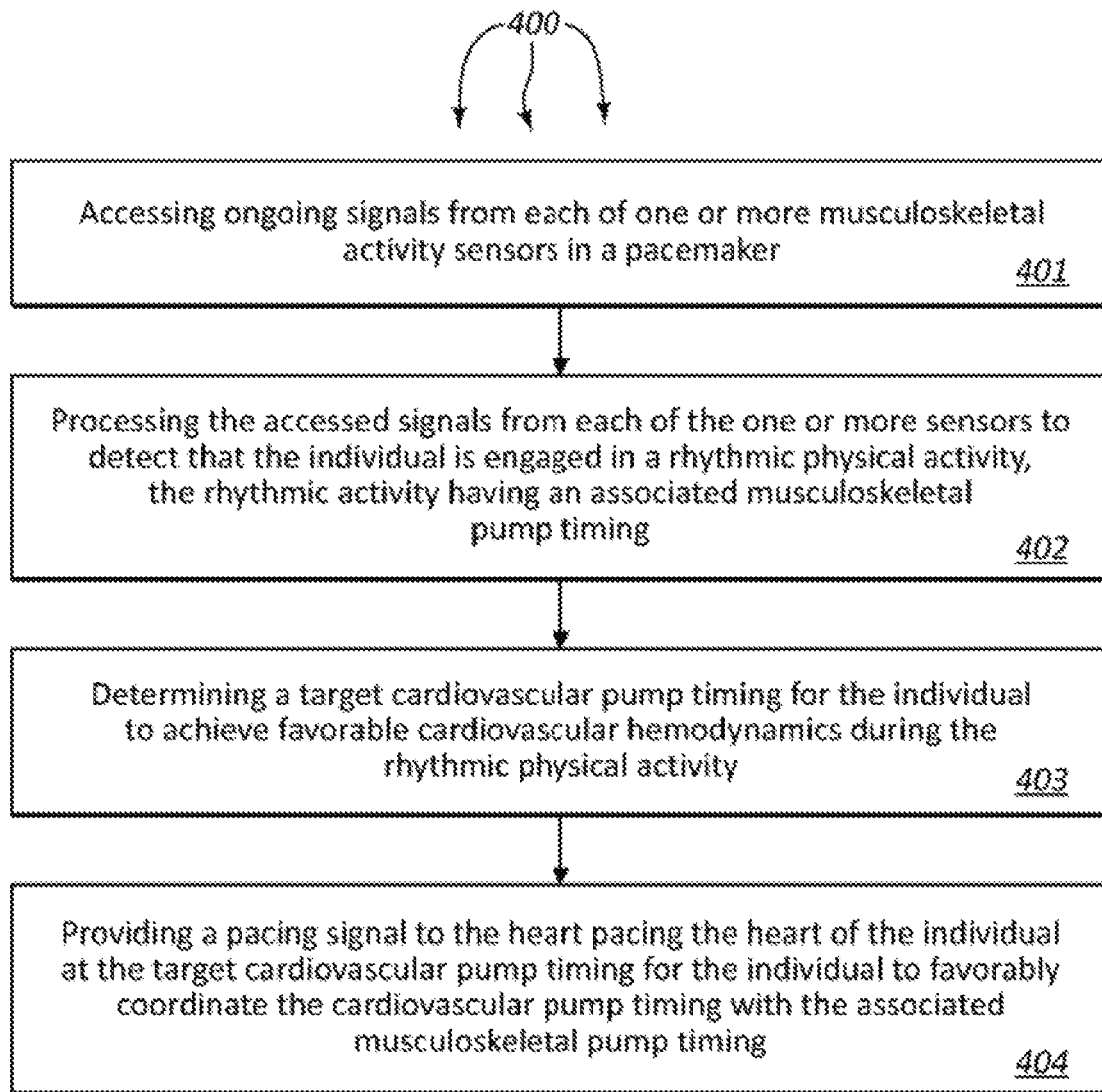 400
Accessing ongoing signals from each of one or more musculoskeletal
activity sensors in a pacemaker
401
Processing the accessed signals from each of the one or more sensors to
detect that the individual is engaged in a rhythmic physical activity,
the rhythmic activity having an associated musculoskeletal
pump timing
402
Determining a target cardiovascular pump timing for the individual
to achieve favorable cardiovascular hemodynamics during the
rhythmic physical activity
403
Providing a pacing signal to the heart pacing the heart of the individual
at the target cardiovascular pump timing for the individual to favorably
coordinate the cardiovascular pump timing with the associated
musculoskeletal pump timing
404